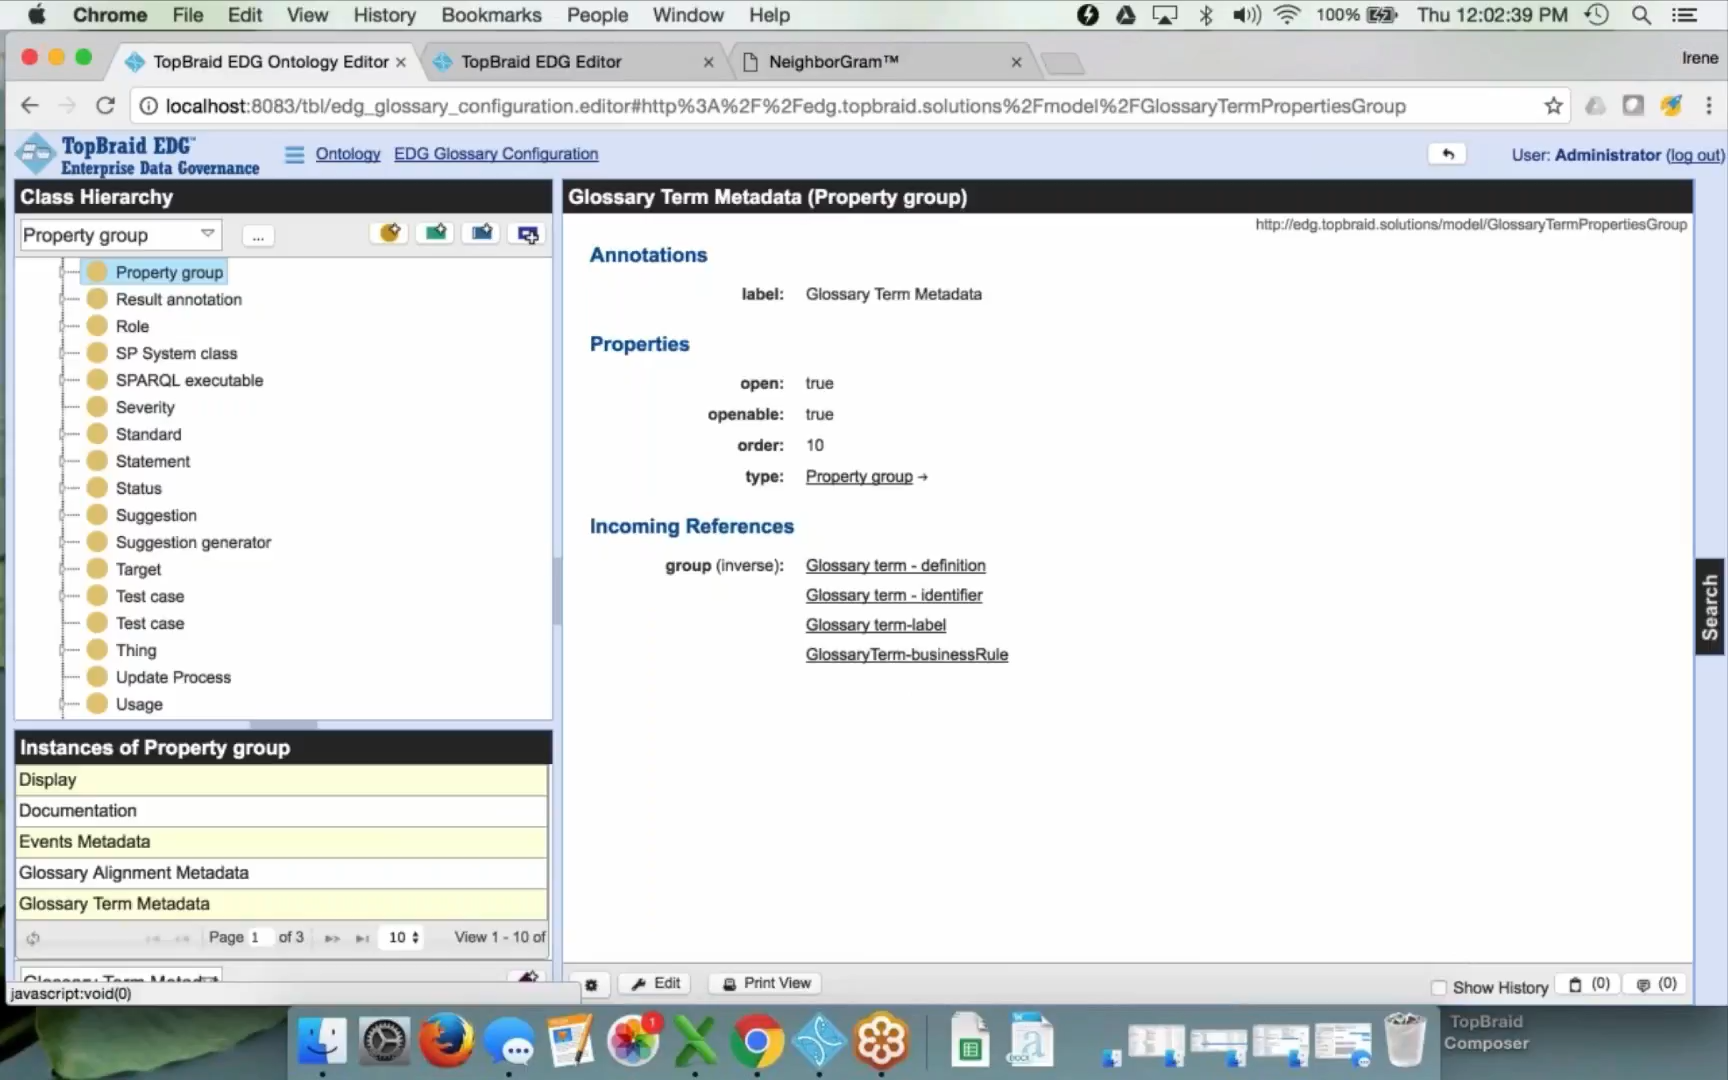 Chrome File Edit View History Bookmarks People Window Help 100% Thu 12:02:39 PM
TopBraid EDG Ontology Editor × TopBraid EDG Editor × NeighborGram™ × Irene
localhost:8083/tbl/edg_glossary_configuration.editor#http%3A%2F%2Fedg.topbraid.solutions%2Fmodel%2FGlossaryTermPropertiesGroup
TopBraid EDG™
Enterprise Data Governance
Ontology EDG Glossary Configuration
User: Administrator (log out)
Class Hierarchy
Property group
...
Property group
Result annotation
Role
SP System class
SPARQL executable
Severity
Standard
Statement
Status
Suggestion
Suggestion generator
Target
Test case
Test case
Thing
Update Process
Usage
Instances of Property group
Display
Documentation
Events Metadata
Glossary Alignment Metadata
Glossary Term Metadata
Page 1 of 3 10 View 1 - 10 of
javascript:void(0)
Glossary Term Metadata (Property group)
http://edg.topbraid.solutions/model/GlossaryTermPropertiesGroup
Annotations
label: Glossary Term Metadata
Properties
open: true
openable: true
order: 10
type: Property group →
Incoming References
group (inverse): Glossary term - definition
Glossary term - identifier
Glossary term-label
GlossaryTerm-businessRule
Search
Edit Print View Show History (0) (0)
1
TopBraid
Composer